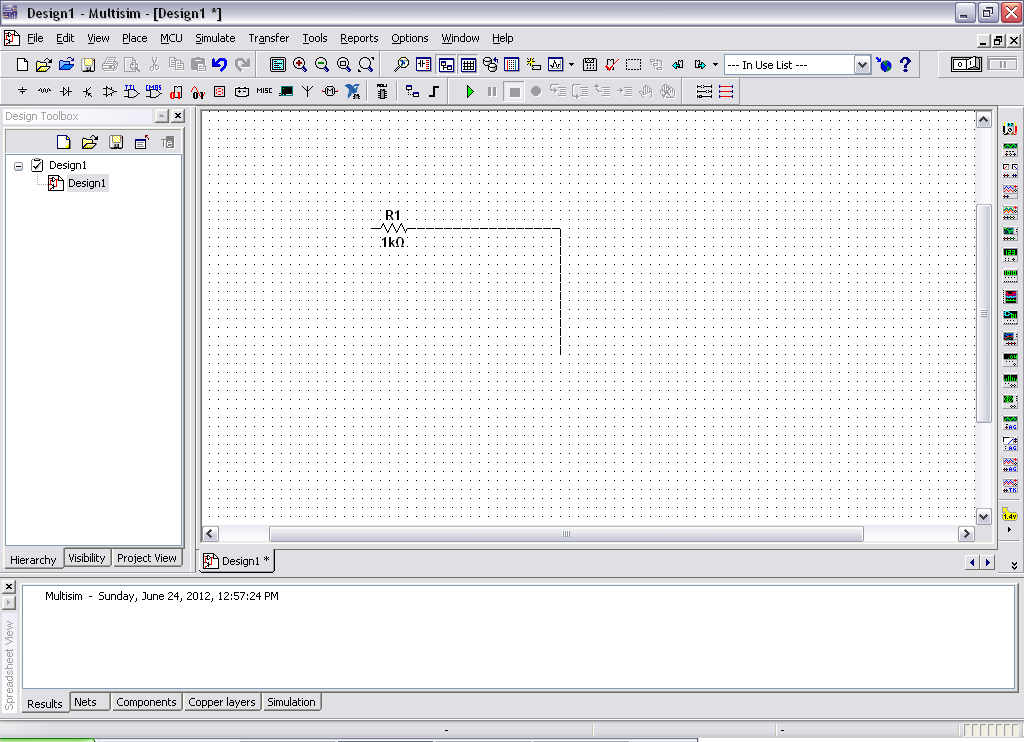 Design1 - Multisim - [Design1 *]
File Edit View Place MCU Simulate Transfer Tools Reports Options Window Help
--- In Use List ---
MISC
Design Toolbox
Design1
Design1
R1
1kΩ
Hierarchy Visibility Project View
Design1 *
Multisim - Sunday, June 24, 2012, 12:57:24 PM
Spreadsheet View
Results Nets Components Copper layers Simulation
- -